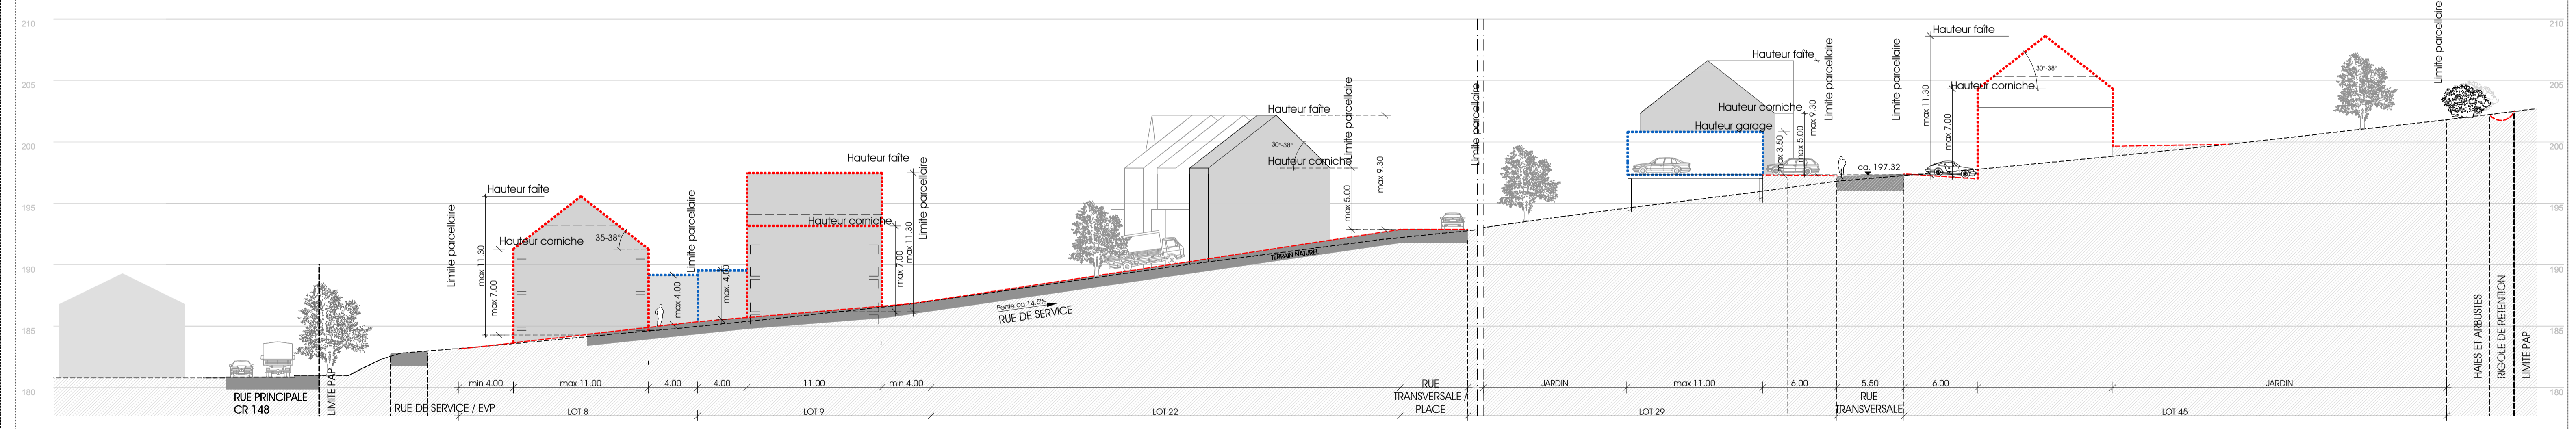 210
205
200
195
190
185
180
RUE PRINCIPALE
CR 148
LIMITE PAP
RUE DE SERVICE / EVP
Limite parcellaire
Hauteur faîte
Hauteur corniche
35-38°
max 11.30
max 7.00
max 4.00
Limite parcellaire
max. 4.00
Hauteur faîte
Hauteur corniche
max 7.00
max 11.30
Limite parcellaire
min 4.00
max 11.00
4.00
4.00
11.00
min 4.00
LOT 8
LOT 9
Pente ca.14.5%
RUE DE SERVICE
TERRAIN NATUREL
Hauteur faîte
30°-38°
Hauteur corniche
Limite parcellaire
max 5.00
max 9.30
LOT 22
RUE
TRANSVERSALE /
PLACE
Limite parcellaire
JARDIN
max 11.00
6.00
5.50
6.00
LOT 29
RUE
TRANSVERSALE
Hauteur faîte
Hauteur corniche
Hauteur garage
max 3.50
max 5.00
max 9.30
Limite parcellaire
ca. 197.32
Limite parcellaire
Hauteur faîte
30°-38°
Hauteur corniche
max 11.30
max 7.00
JARDIN
LOT 45
Limite parcellaire
HAIES ET ARBUSTES
RIGOLE DE RETENTION
LIMITE PAP
210
205
200
195
190
185
180